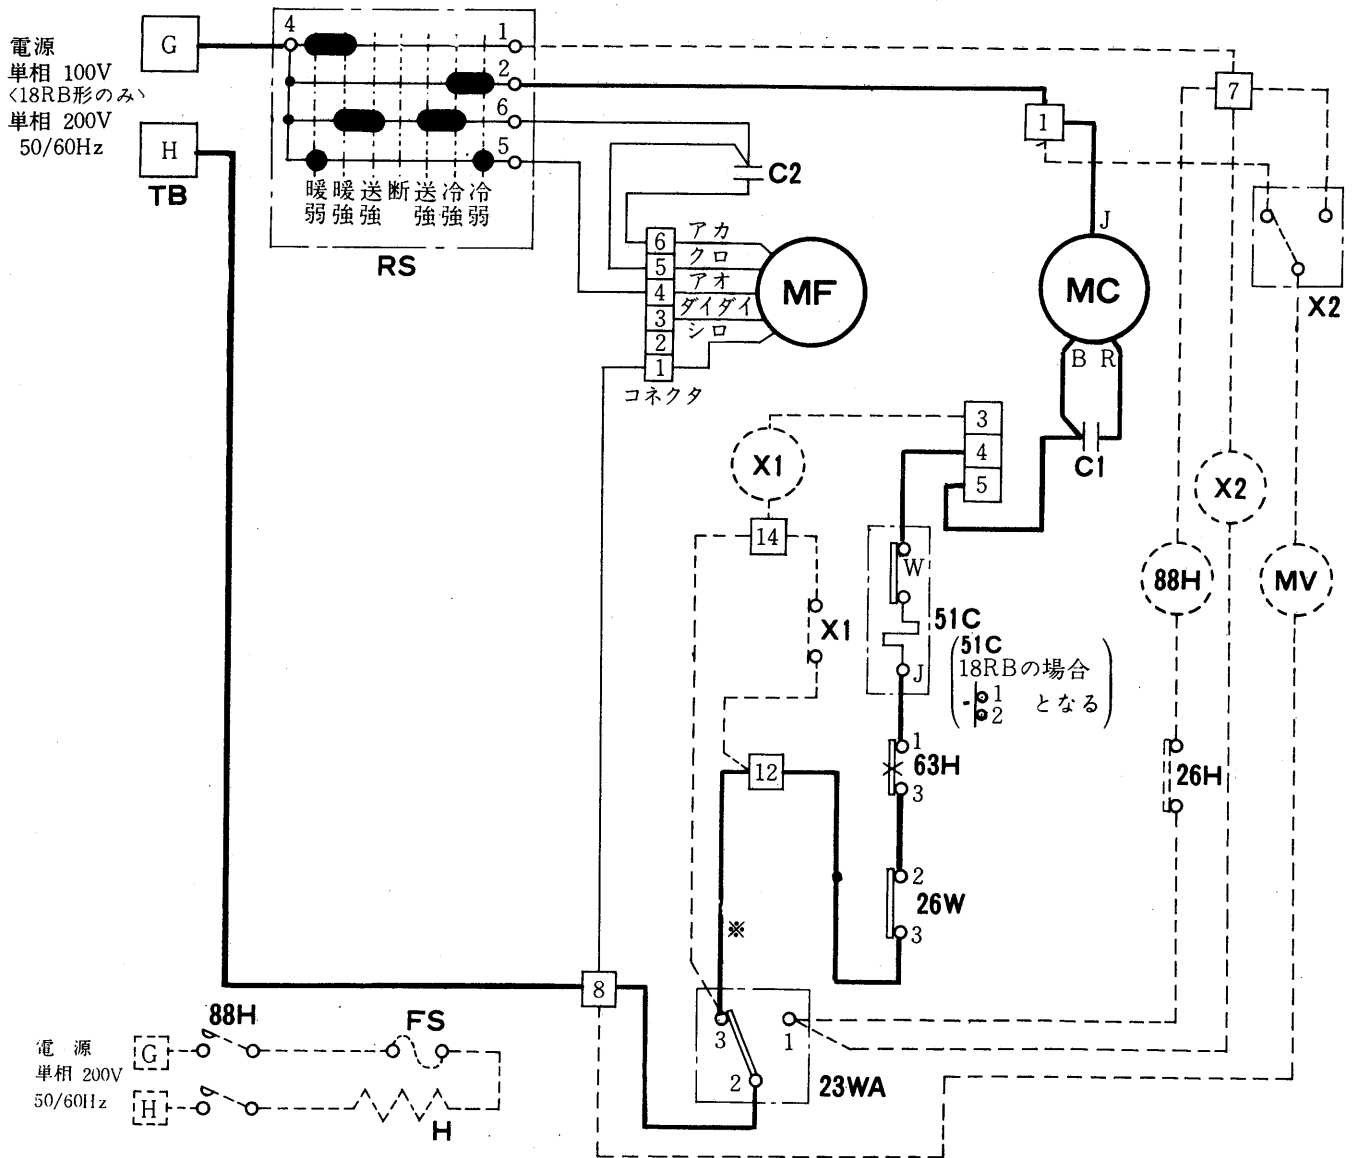 電源
単相 100V
〈18RB形のみ〉
単相 200V
50/60Hz
G
H
TB
4
1
2
6
5
暖弱
暖強
送強
断
送強
冷強
冷弱
RS
C2
6
5
4
3
2
1
コネクタ
アカ
クロ
アオ
ダイダイ
シロ
MF
1
J
MC
B R
C1
7
X2
3
4
5
X1
14
X1
X2
88H
MV
W
51C
J
51C
18RBの場合
1
2
となる
1
63H
3
12
2
26W
3
26H
※
8
3
1
2
23WA
電源
単相 200V
50/60Hz
G
H
88H
FS
H